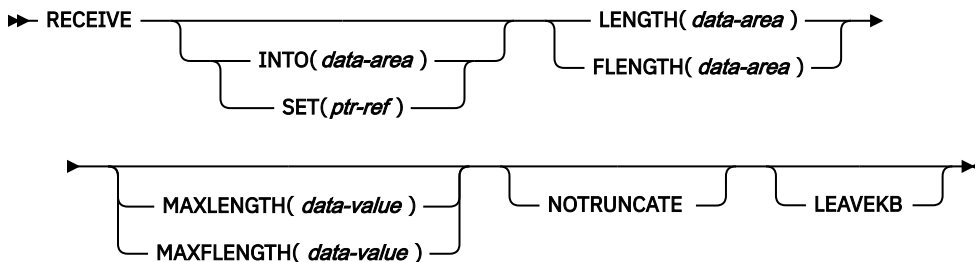 RECEIVE LENGTH( data-area )
INTO( data-area ) FLENGTH( data-area )
SET( ptr-ref )
MAXLENGTH( data-value ) NOTRUNCATE LEAVEKB
MAXFLENGTH( data-value )